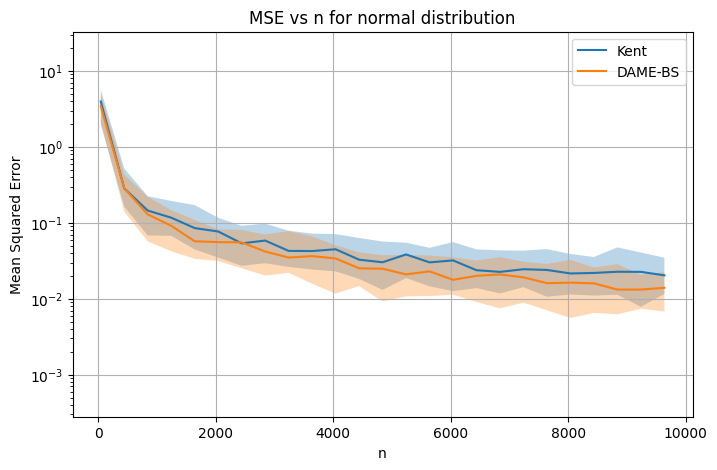 MSE vs n for normal distribution
Kent
DAME-BS
Mean Squared Error
10¹
10⁰
10⁻¹
10⁻²
10⁻³
0 2000 4000 6000 8000 10000
n